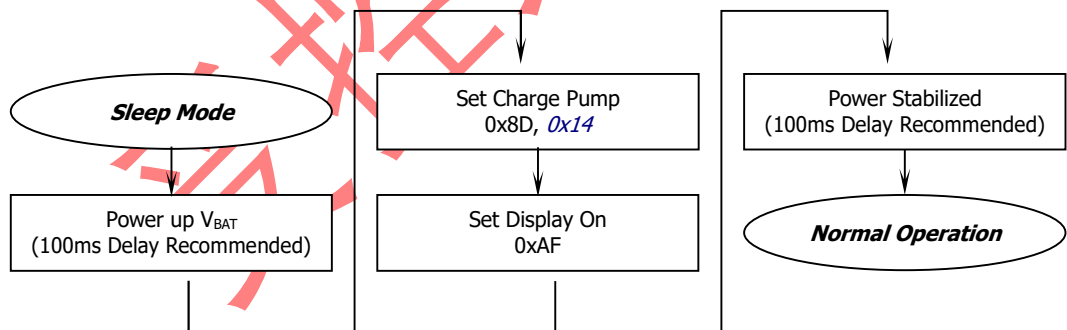 Sleep Mode
Power up VBAT
(100ms Delay Recommended)
Set Charge Pump
0x8D, 0x14
Set Display On
0xAF
Power Stabilized
(100ms Delay Recommended)
Normal Operation